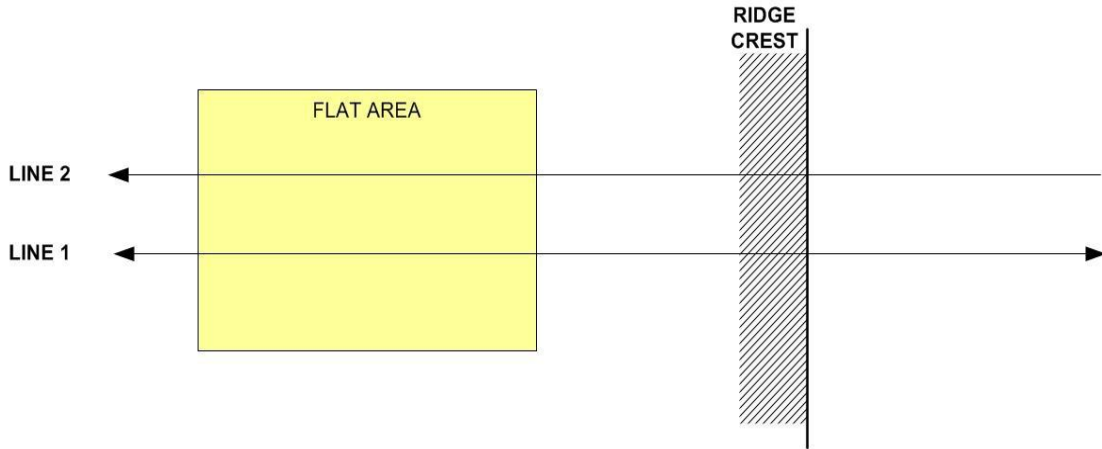 RIDGE
CREST
FLAT AREA
LINE 2
LINE 1